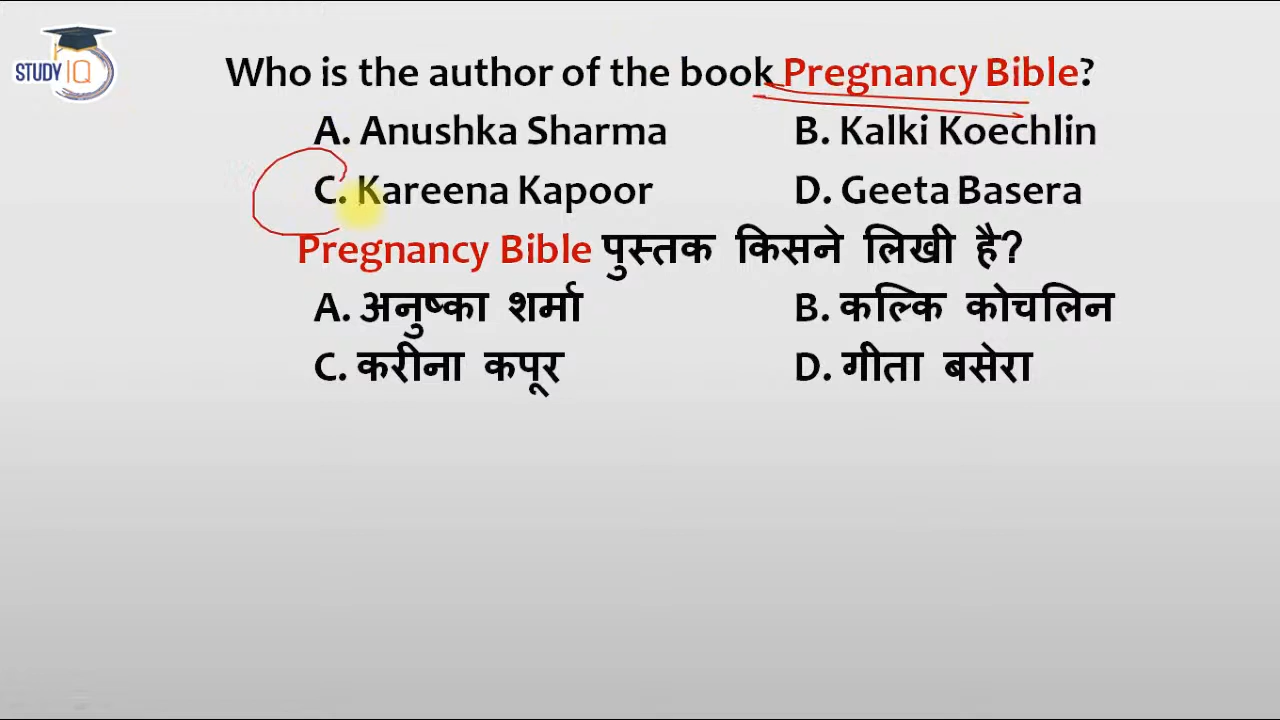 STUDY IQ
Who is the author of the book Pregnancy Bible?
A. Anushka Sharma B. Kalki Koechlin
C. Kareena Kapoor D. Geeta Basera
Pregnancy Bible पुस्तक किसने लिखी है?
A. अनुष्का शर्मा B. कल्कि कोचलिन
C. करीना कपूर D. गीता बसेरा